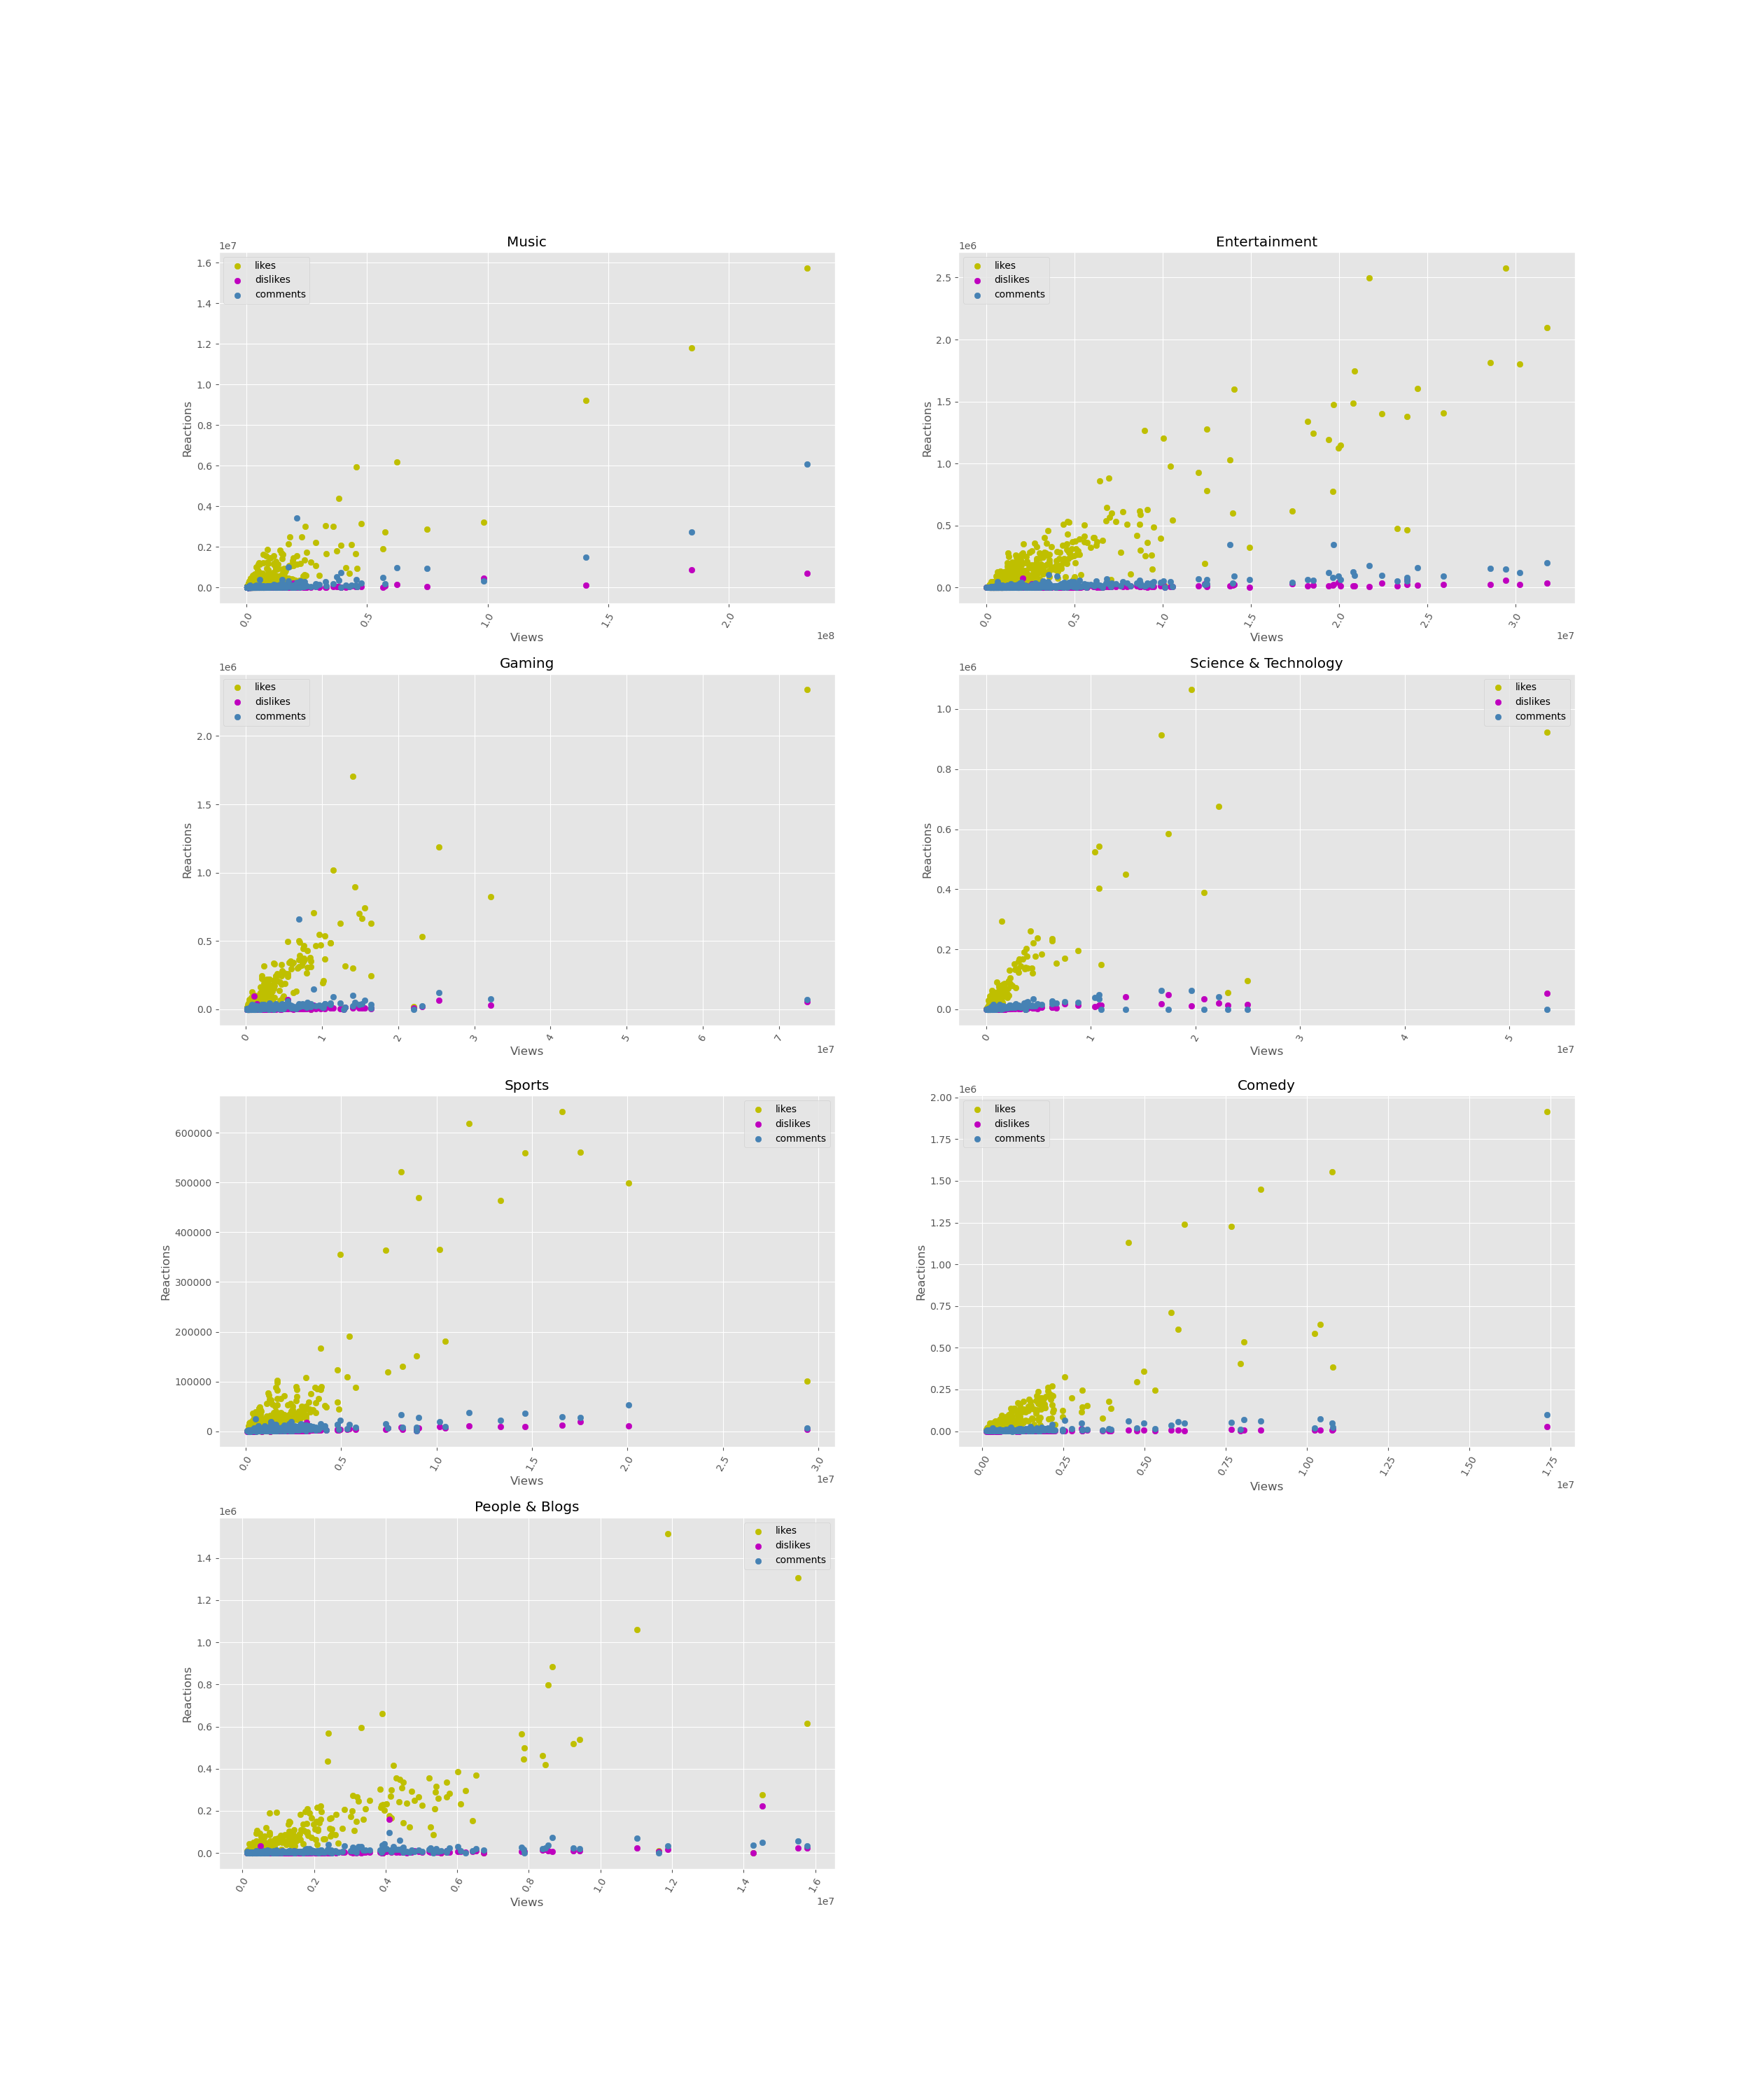 Music
1e7
likes
dislikes
comments
1.6
1.4
1.2
1.0
0.8
0.6
0.4
0.2
0.0
Reactions
0.0 0.5 1.0 1.5 2.0
Views
1e8
Entertainment
1e6
likes
dislikes
comments
2.5
2.0
1.5
1.0
0.5
0.0
Reactions
0.0 0.5 1.0 1.5 2.0 2.5 3.0
Views
1e7
Gaming
1e6
likes
dislikes
comments
2.0
1.5
1.0
0.5
0.0
Reactions
0 1 2 3 4 5 6 7
Views
1e7
Science & Technology
1e6
likes
dislikes
comments
1.0
0.8
0.6
0.4
0.2
0.0
Reactions
0 1 2 3 4 5
Views
1e7
Sports
likes
dislikes
comments
600000
500000
400000
300000
200000
100000
0
Reactions
0.0 0.5 1.0 1.5 2.0 2.5 3.0
Views
1e7
Comedy
1e6
likes
dislikes
comments
2.00
1.75
1.50
1.25
1.00
0.75
0.50
0.25
0.00
Reactions
0.00 0.25 0.50 0.75 1.00 1.25 1.50 1.75
Views
1e7
People & Blogs
1e6
likes
dislikes
comments
1.4
1.2
1.0
0.8
0.6
0.4
0.2
0.0
Reactions
0.0 0.2 0.4 0.6 0.8 1.0 1.2 1.4 1.6
Views
1e7